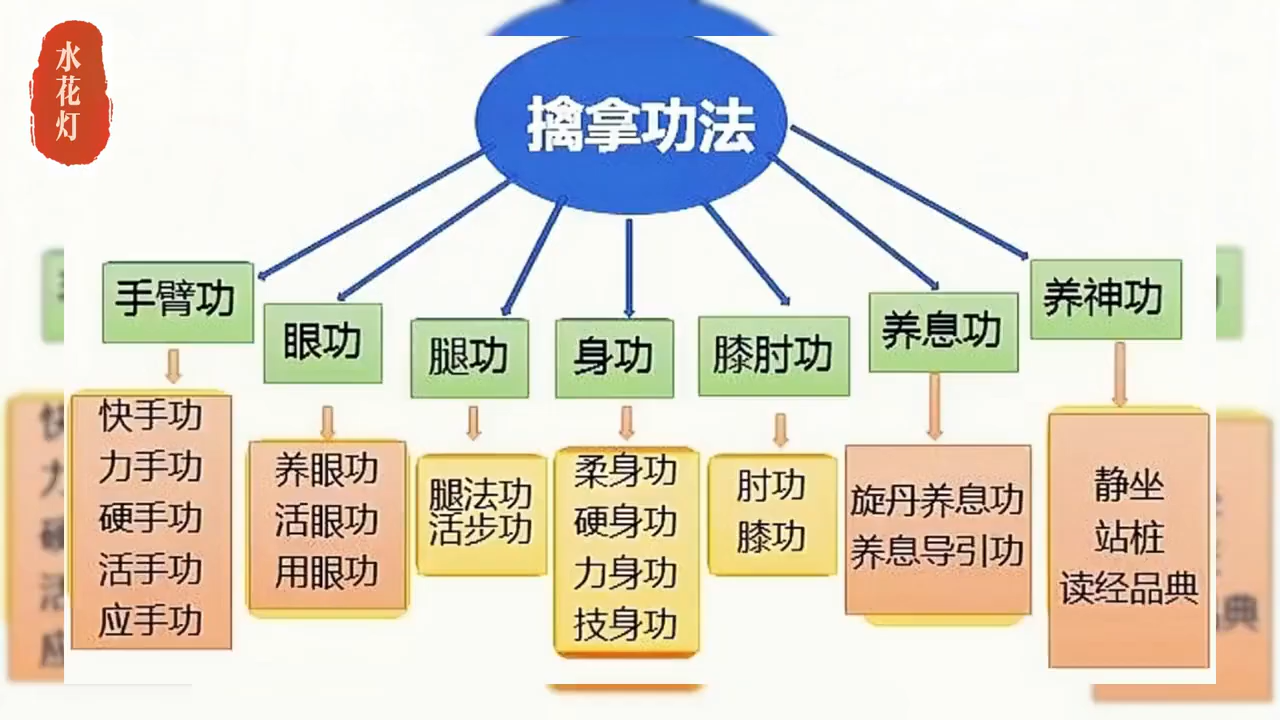 水花灯
擒拿功法
手臂功
眼功
腿功
身功
膝肘功
养息功
养神功
快手功
力手功
硬手功
活手功
应手功
养眼功
活眼功
用眼功
腿法功
活步功
柔身功
硬身功
力身功
技身功
肘功
膝功
旋丹养息功
养息导引功
静坐
站桩
读经品典